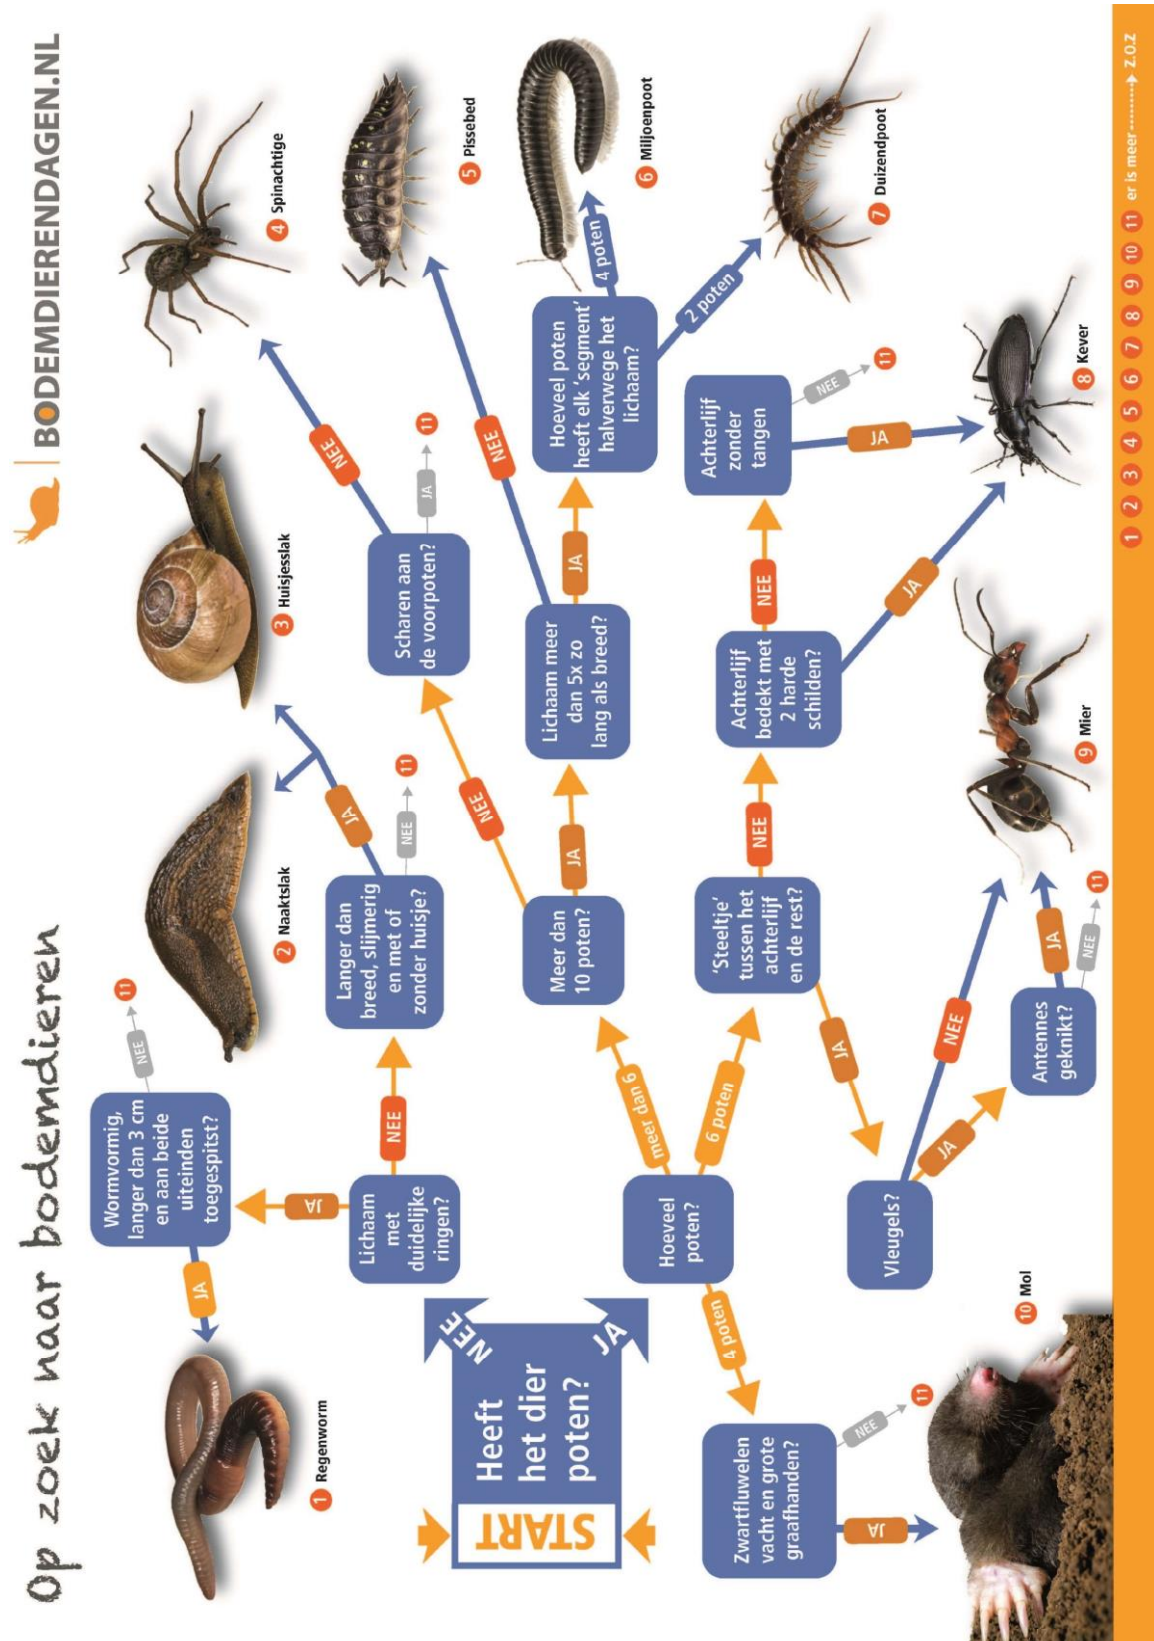 Op zoek naar bodemdieren
BODEMDIERENDAGEN.NL
START
Heeft
het dier
poten?
NEE
JA
Lichaam
met
duidelijke
ringen?
JA
NEE
Wormvormig,
langer dan 3 cm
en aan beide
uiteinden
toegespitst?
JA
NEE
11
1 Regenworm
Langer dan
breed, slijmerig
en met of
zonder huisje?
JA
NEE
11
2 Naaktslak
3 Huisjesslak
Hoeveel
poten?
meer dan 6
6 poten
4 poten
Meer dan
10 poten?
NEE
JA
Scharen aan
de voorpoten?
NEE
JA
11
4 Spinachtige
Lichaam meer
dan 5x zo
lang als breed?
NEE
JA
5 Pissebed
Hoeveel poten
heeft elk ‘segment’
halverwege het
lichaam?
4 poten
2 poten
6 Miljoenpoot
7 Duizendpoot
‘Steeltje’
tussen het
achterlijf
en de rest?
NEE
JA
Achterlijf
bedekt met
2 harde
schilden?
NEE
JA
Achterlijf
zonder
tangen
NEE
11
JA
8 Kever
Vleugels?
NEE
JA
Antennes
geknikt?
JA
NEE
11
9 Mier
Zwartfluwelen
vacht en grote
graafhanden?
NEE
11
JA
10 Mol
1 2 3 4 5 6 7 8 9 10 11 er is meer Z.O.Z